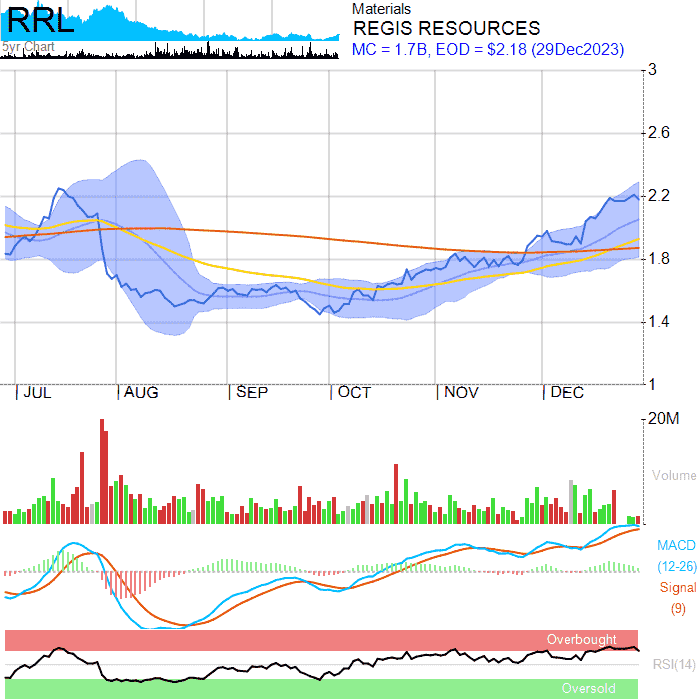 RRL
5yr Chart
Materials
REGIS RESOURCES
MC = 1.7B, EOD = $2.18 (29Dec2023)
3
2.6
2.2
1.8
1.4
1
JUL AUG SEP OCT NOV DEC
20M
Volume
MACD
(12-26)
Signal
(9)
Overbought
RSI(14)
Oversold